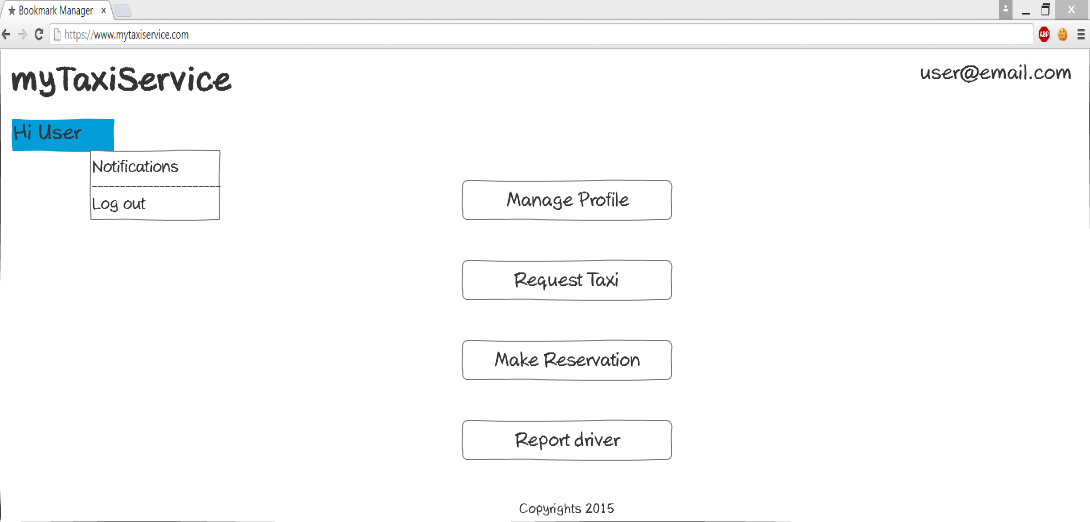 Bookmark Manager
https://www.mytaxiservice.com
ABP
myTaxiService
user@email.com
Hi User
Notifications
Log out
Manage Profile
Request Taxi
Make Reservation
Report driver
Copyrights 2015